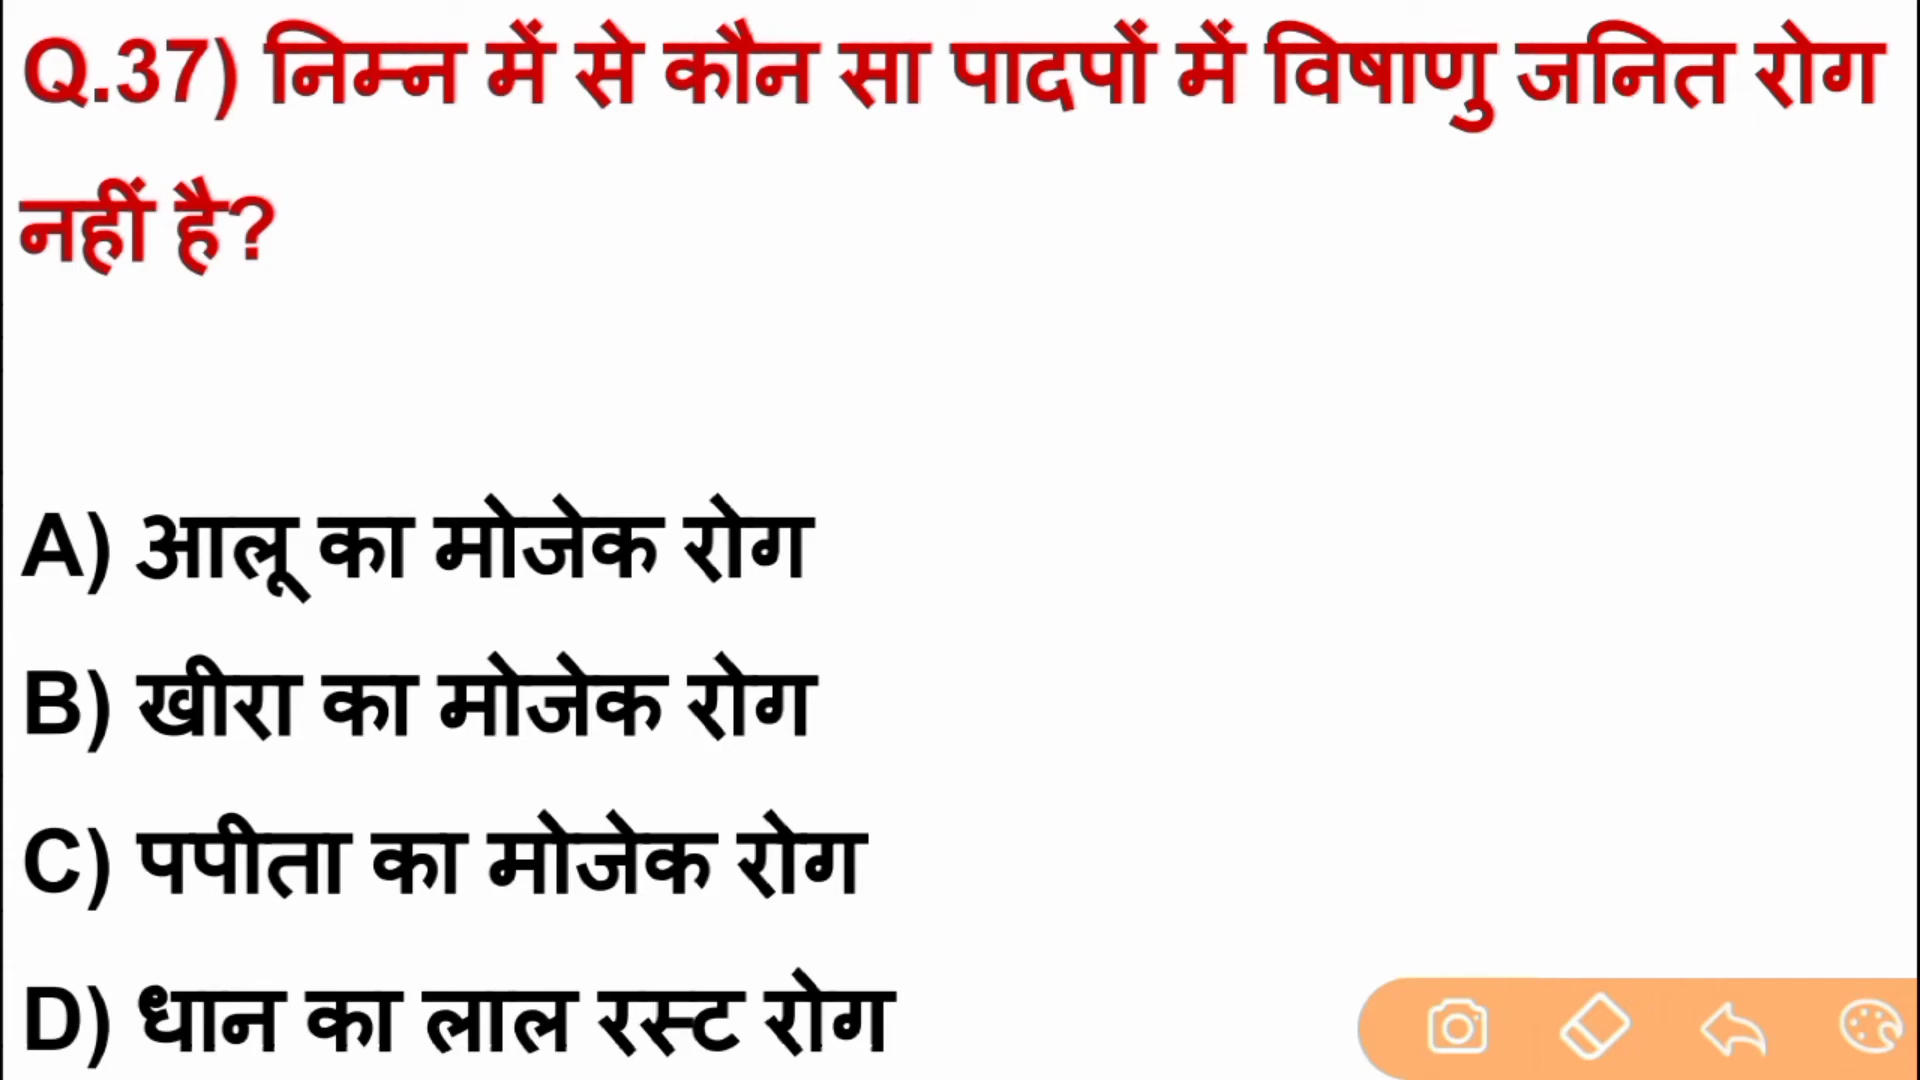 Q.37) निम्न में से कौन सा पादपों में विषाणु जनित रोग
नहीं है?
A) आलू का मोजेक रोग
B) खीरा का मोजेक रोग
C) पपीता का मोजेक रोग
D) धान का लाल रस्ट रोग